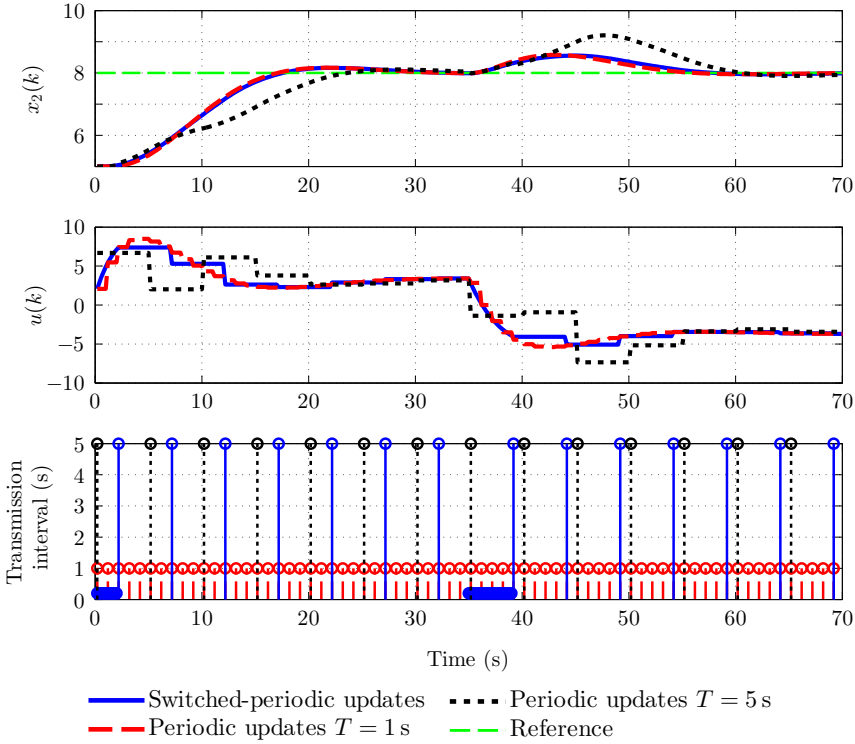 10
8
6
x₂(k)
0 10 20 30 40 50 60 70
10
5
0
−5
−10
u(k)
0 10 20 30 40 50 60 70
5
4
3
2
1
0
Transmission
interval (s)
0 10 20 30 40 50 60 70
Time (s)
Switched-periodic updates
Periodic updates T = 5 s
Periodic updates T = 1 s
Reference